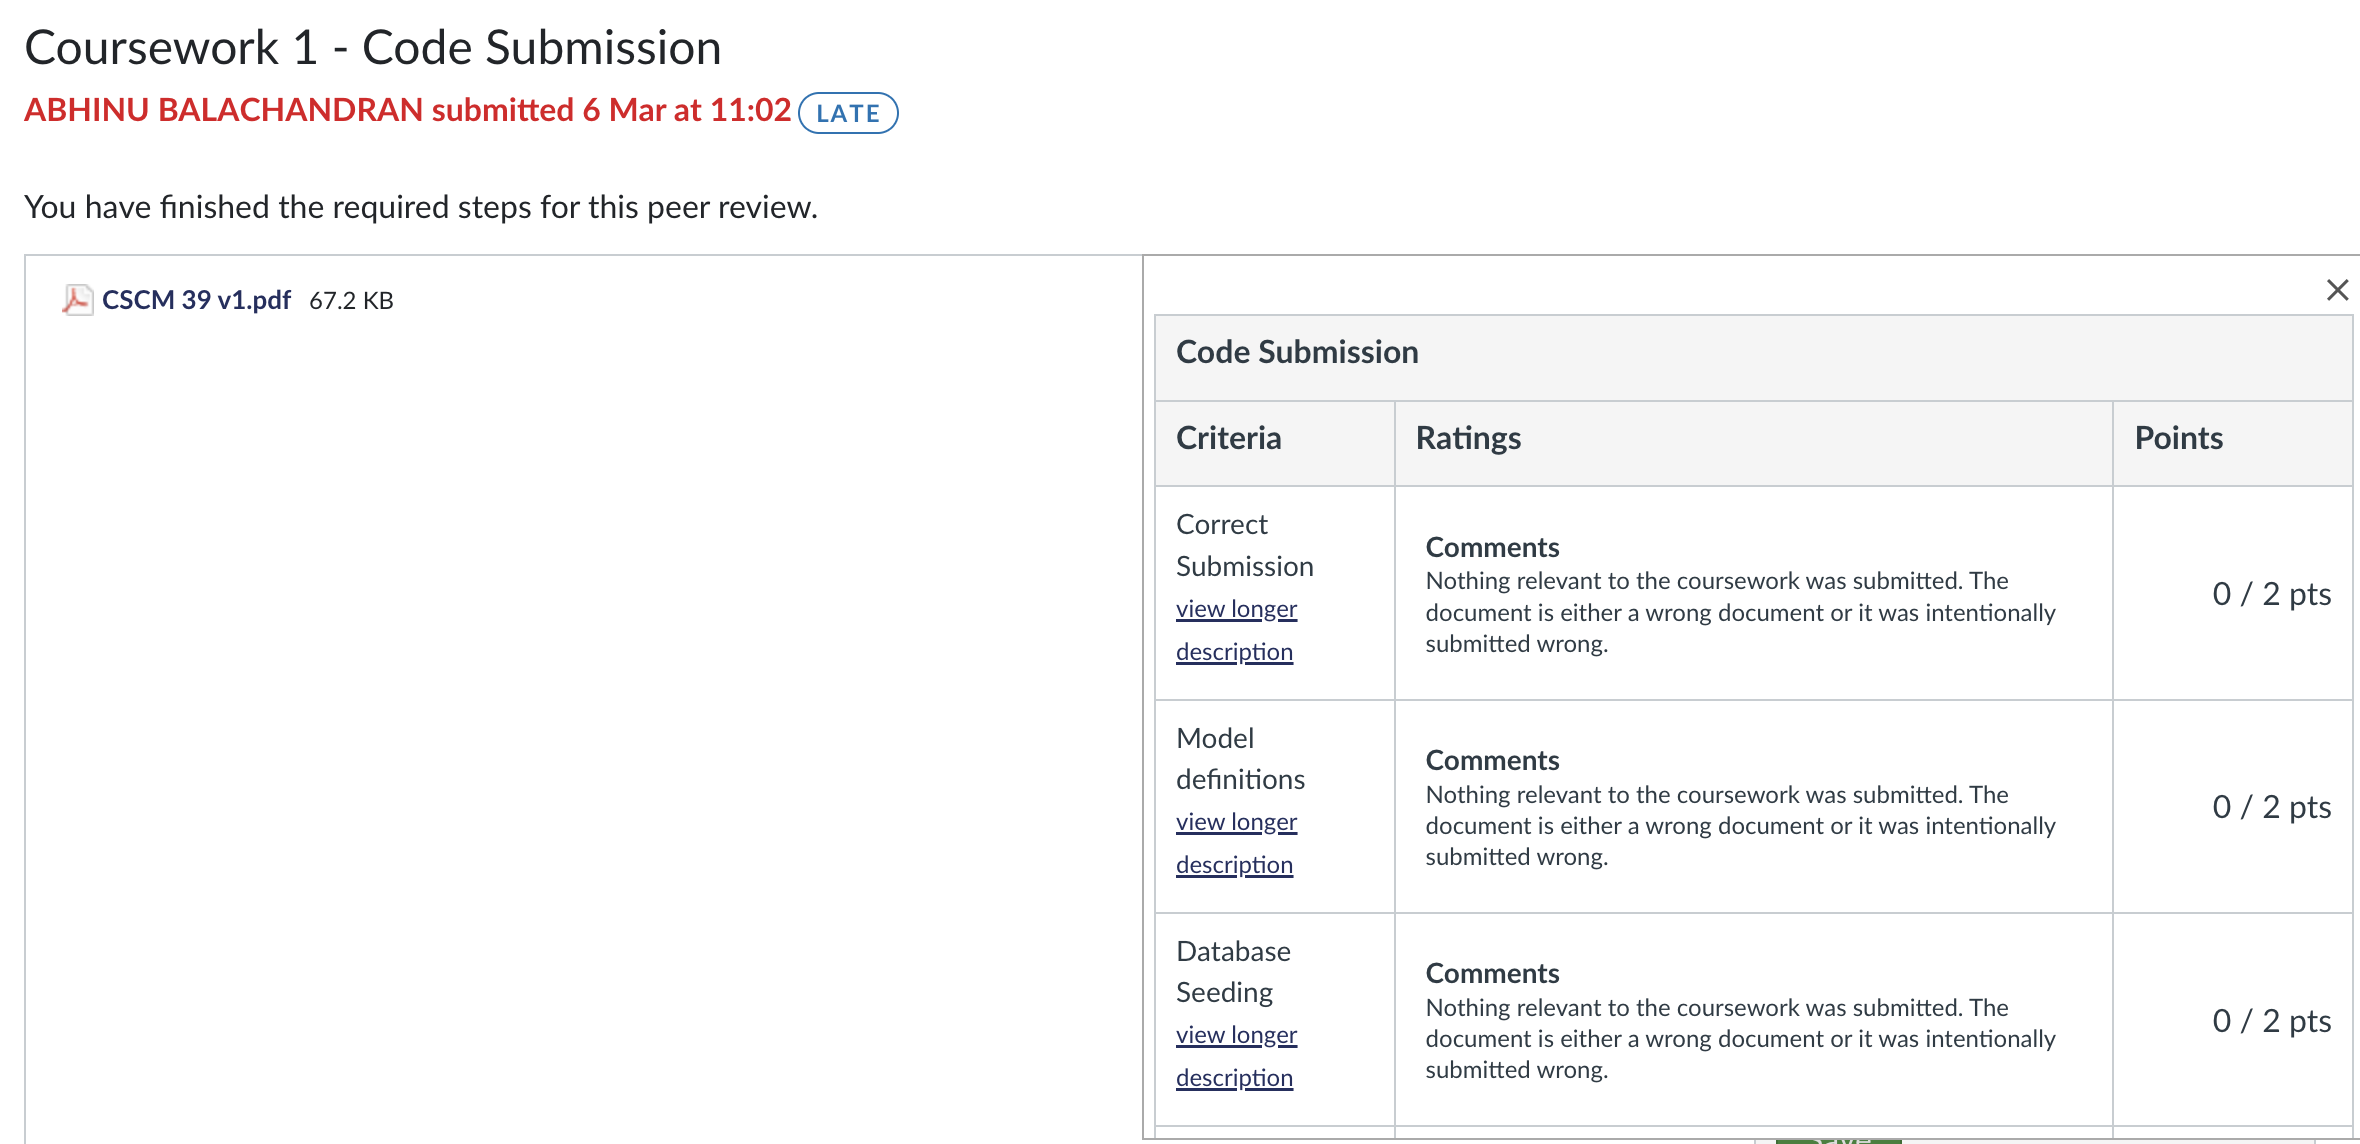 Coursework 1 - Code Submission
ABHINU BALACHANDRAN submitted 6 Mar at 11:02 LATE
You have finished the required steps for this peer review.
CSCM 39 v1.pdf 67.2 KB
Code Submission
Criteria Ratings Points
Correct
Submission
view longer
description
Comments
Nothing relevant to the coursework was submitted. The
document is either a wrong document or it was intentionally
submitted wrong.
0 / 2 pts
Model
definitions
view longer
description
Comments
Nothing relevant to the coursework was submitted. The
document is either a wrong document or it was intentionally
submitted wrong.
0 / 2 pts
Database
Seeding
view longer
description
Comments
Nothing relevant to the coursework was submitted. The
document is either a wrong document or it was intentionally
submitted wrong.
0 / 2 pts